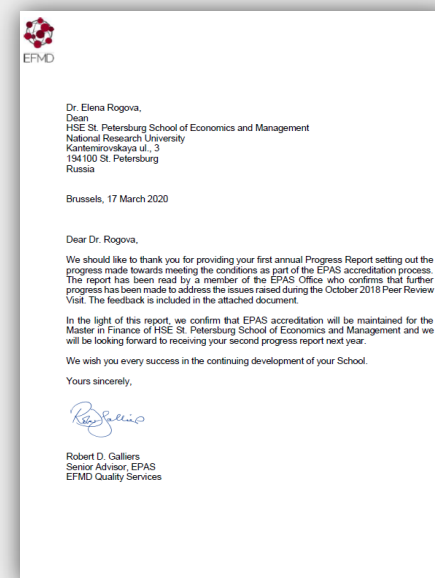 EFMD
Dr. Elena Rogova,
Dean
HSE St. Petersburg School of Economics and Management
National Research University
Kantemirovskaya ul., 3
194100 St. Petersburg
Russia
Brussels, 17 March 2020
Dear Dr. Rogova,
We should like to thank you for providing your first annual Progress Report setting out the
progress made towards meeting the conditions as part of the EPAS accreditation process.
The report has been read by a member of the EPAS Office who confirms that further
progress has been made to address the issues raised during the October 2018 Peer Review
Visit. The feedback is included in the attached document.
In the light of this report, we confirm that EPAS accreditation will be maintained for the
Master in Finance of HSE St. Petersburg School of Economics and Management and we
will be looking forward to receiving your second progress report next year.
We wish you every success in the continuing development of your School.
Yours sincerely,
Robert D. Galliers
Senior Advisor, EPAS
EFMD Quality Services